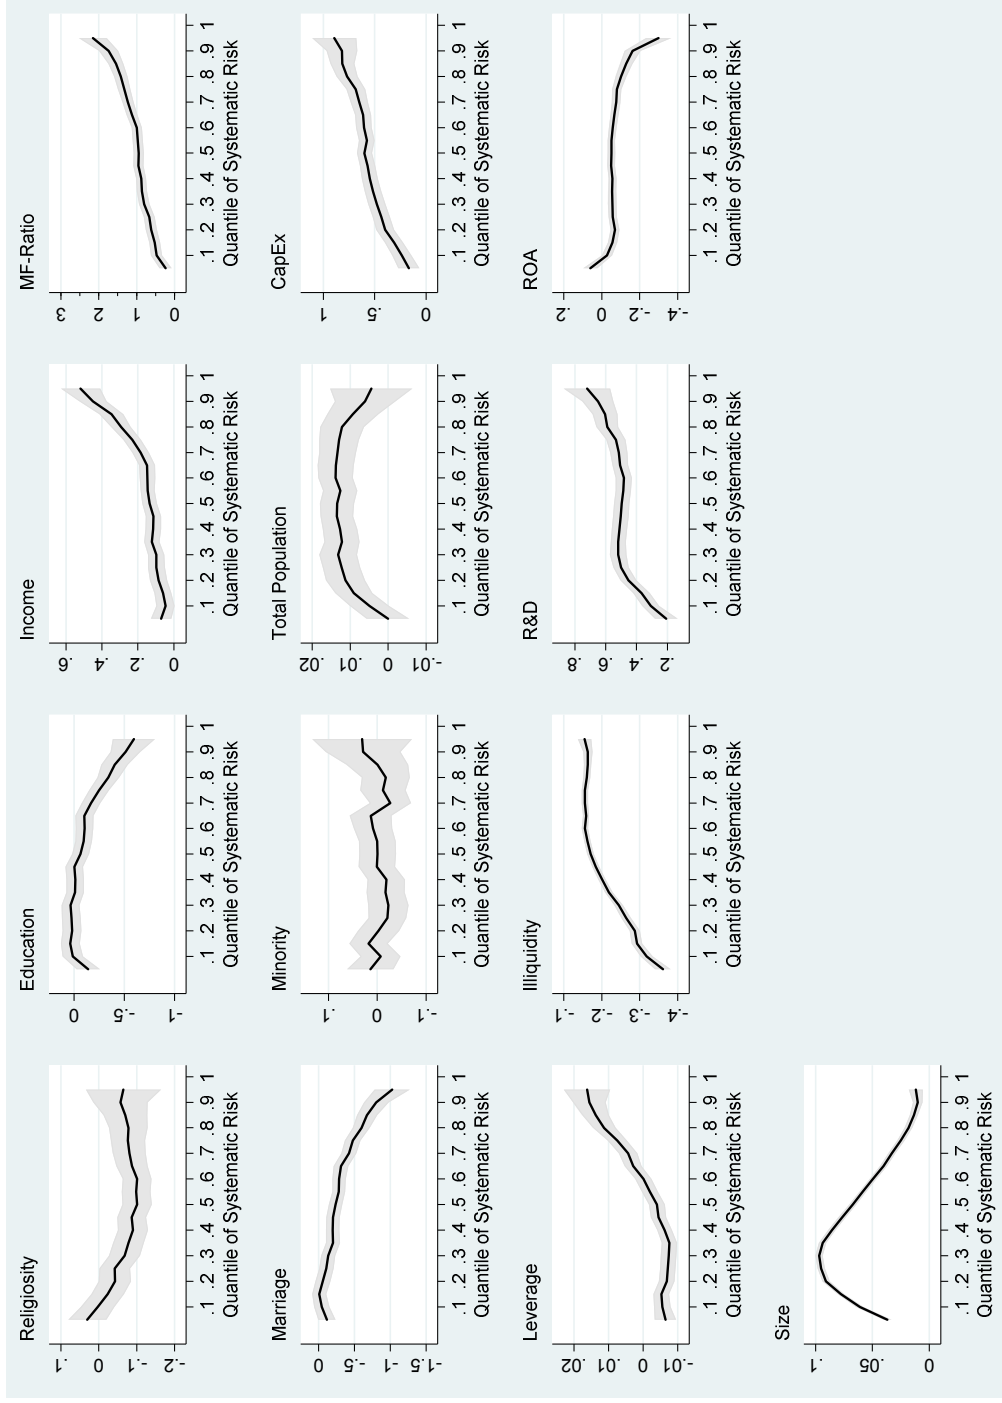 Religiosity
.1
0
-.1
-.2
.1 .2 .3 .4 .5 .6 .7 .8 .9 1
Quantile of Systematic Risk
Education
0
-.5
-1
.1 .2 .3 .4 .5 .6 .7 .8 .9 1
Quantile of Systematic Risk
Income
.6
.4
.2
0
.1 .2 .3 .4 .5 .6 .7 .8 .9 1
Quantile of Systematic Risk
MF-Ratio
3
2
1
0
.1 .2 .3 .4 .5 .6 .7 .8 .9 1
Quantile of Systematic Risk
Marriage
0
-.5
-1
-1.5
.1 .2 .3 .4 .5 .6 .7 .8 .9 1
Quantile of Systematic Risk
Minority
.1
0
-.1
.1 .2 .3 .4 .5 .6 .7 .8 .9 1
Quantile of Systematic Risk
Total Population
.02
.01
0
-.01
.1 .2 .3 .4 .5 .6 .7 .8 .9 1
Quantile of Systematic Risk
CapEx
1
.5
0
.1 .2 .3 .4 .5 .6 .7 .8 .9 1
Quantile of Systematic Risk
Leverage
.02
.01
0
-.01
.1 .2 .3 .4 .5 .6 .7 .8 .9 1
Quantile of Systematic Risk
Illiquidity
-.1
-.2
-.3
-.4
.1 .2 .3 .4 .5 .6 .7 .8 .9 1
Quantile of Systematic Risk
R&D
.8
.6
.4
.2
.1 .2 .3 .4 .5 .6 .7 .8 .9 1
Quantile of Systematic Risk
ROA
.2
0
-.2
-.4
.1 .2 .3 .4 .5 .6 .7 .8 .9 1
Quantile of Systematic Risk
Size
.1
.05
0
.1 .2 .3 .4 .5 .6 .7 .8 .9 1
Quantile of Systematic Risk